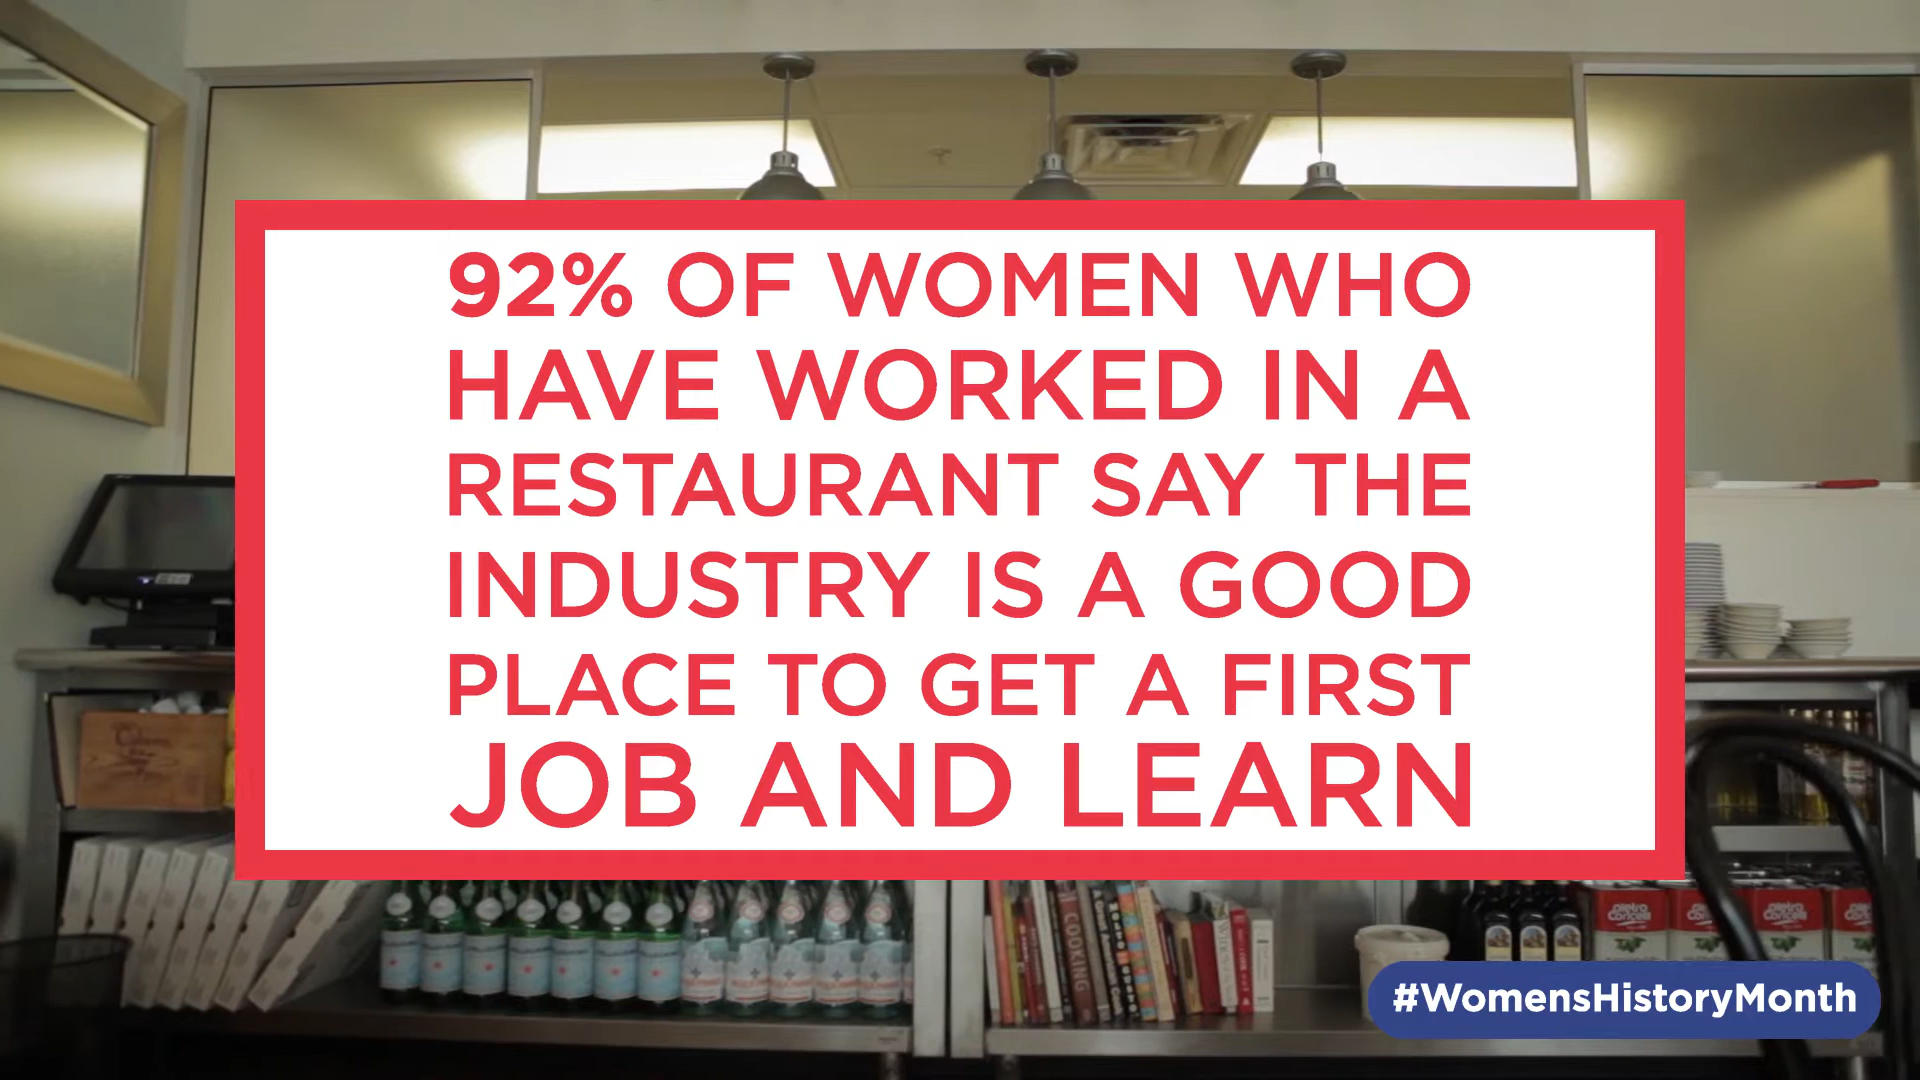 92% OF WOMEN WHO
HAVE WORKED IN A
RESTAURANT SAY THE
INDUSTRY IS A GOOD
PLACE TO GET A FIRST
JOB AND LEARN
COOKING
#WomensHistoryMonth